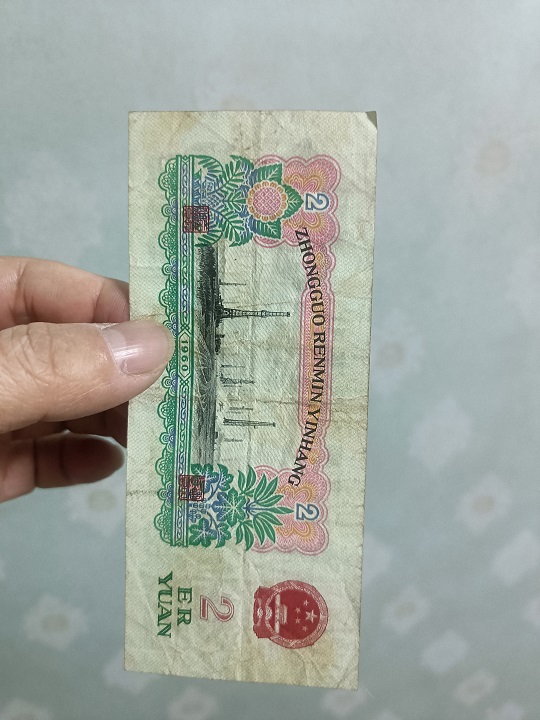 ZHONGGUO RENMIN YINHANG
2
2
1960
2
ER
YUAN